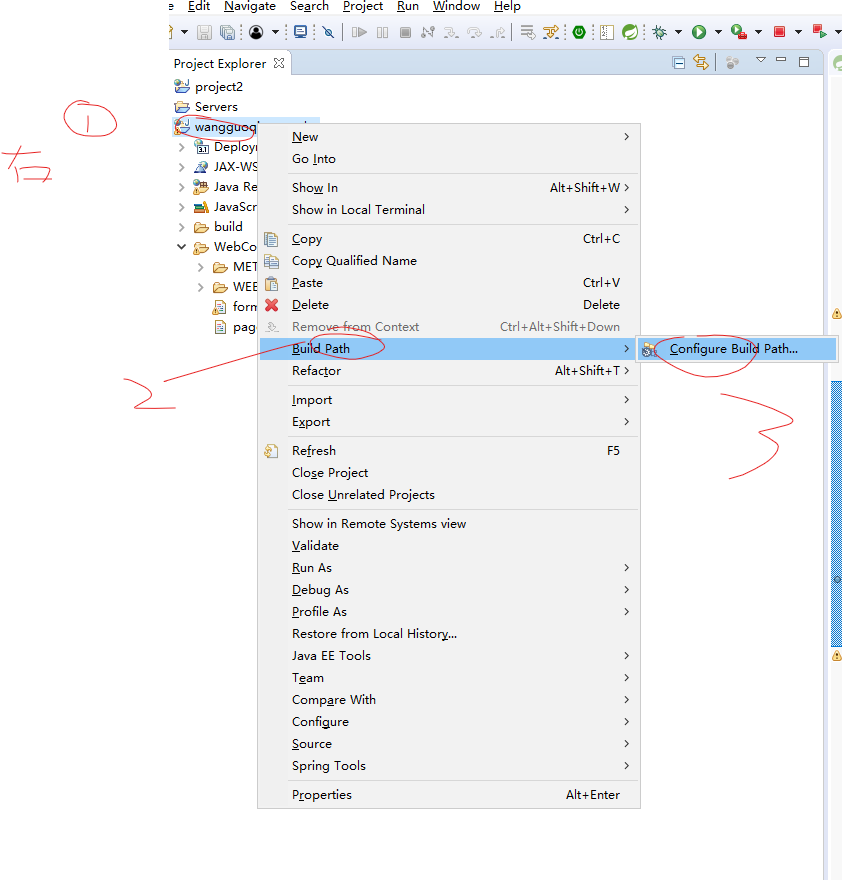 Edit Navigate Search Project Run Window Help
Project Explorer
project2
Servers
① wangguoq
右
Deploy
JAX-WS
Java Re
JavaScr
build
WebCo
MET
WEB
form
page
New
Go Into
Show In Alt+Shift+W
Show in Local Terminal
Copy Ctrl+C
Copy Qualified Name
Paste Ctrl+V
Delete Delete
Remove from Context Ctrl+Alt+Shift+Down
Build Path Configure Build Path...
Refactor Alt+Shift+T
2
3
Import
Export
Refresh F5
Close Project
Close Unrelated Projects
Show in Remote Systems view
Validate
Run As
Debug As
Profile As
Restore from Local History...
Java EE Tools
Team
Compare With
Configure
Source
Spring Tools
Properties Alt+Enter